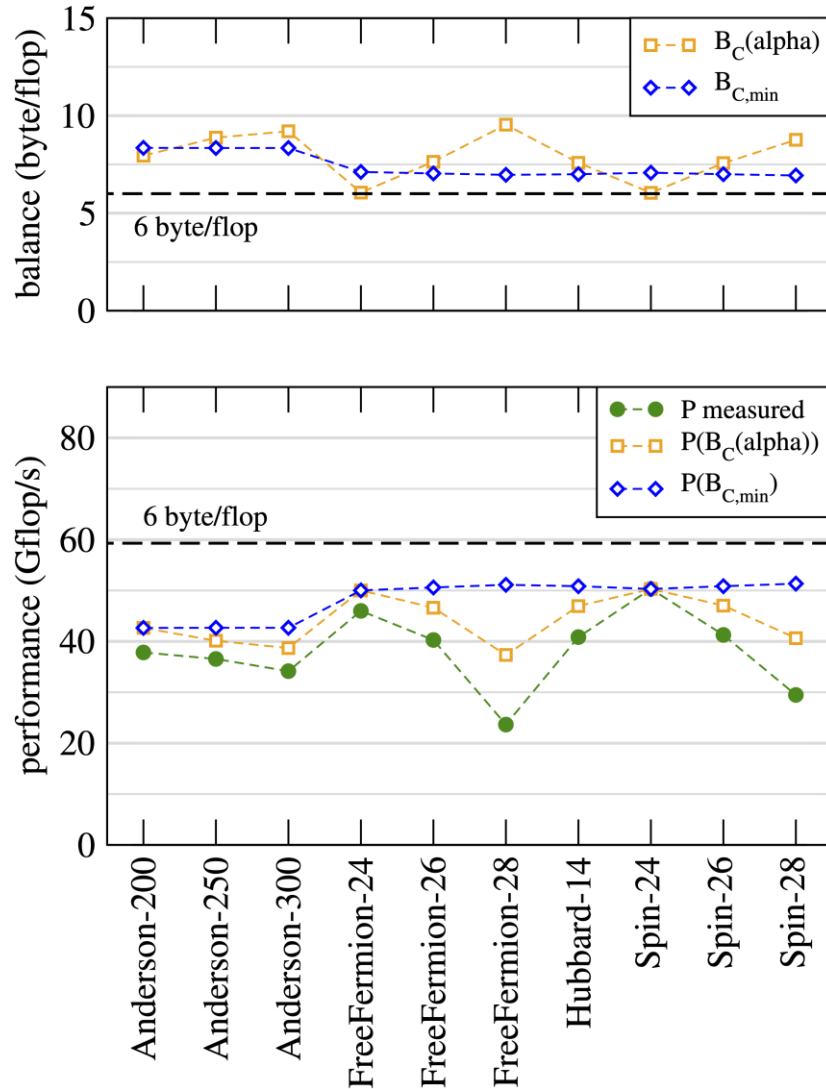 balance (byte/flop)
15
10
5
0
B_C(alpha)
B_C,min
6 byte/flop
performance (Gflop/s)
80
60
40
20
0
P measured
P(B_C(alpha))
P(B_C,min)
6 byte/flop
Anderson-200
Anderson-250
Anderson-300
FreeFermion-24
FreeFermion-26
FreeFermion-28
Hubbard-14
Spin-24
Spin-26
Spin-28